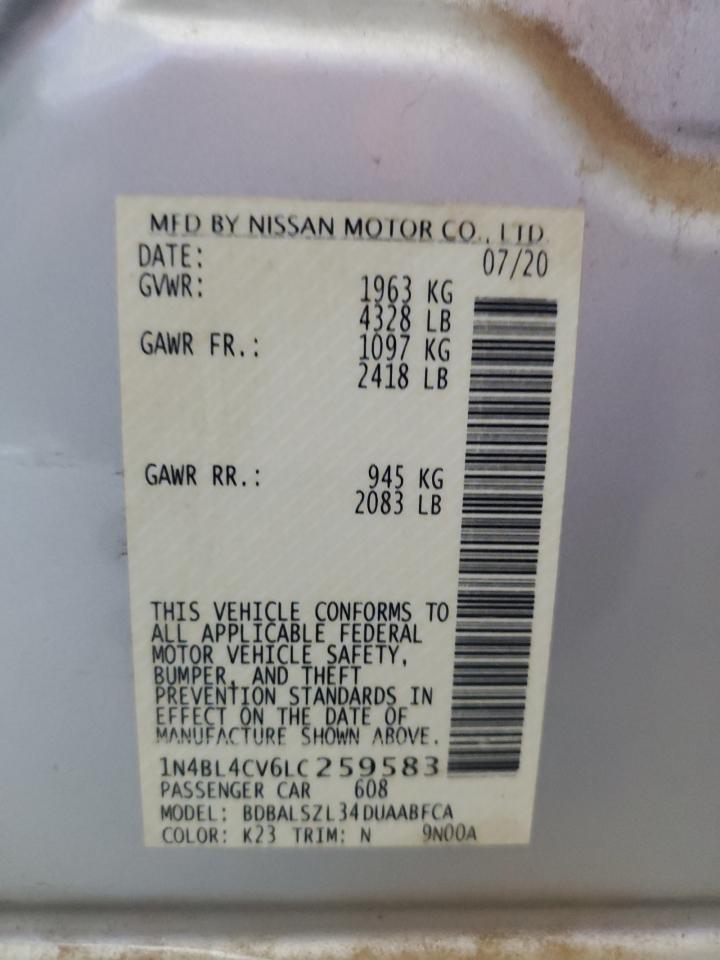 MFD BY NISSAN MOTOR CO., LTD.
DATE: 07/20
GVWR: 1963 KG
4328 LB
GAWR FR.: 1097 KG
2418 LB
GAWR RR.: 945 KG
2083 LB
THIS VEHICLE CONFORMS TO
ALL APPLICABLE FEDERAL
MOTOR VEHICLE SAFETY,
BUMPER, AND THEFT
PREVENTION STANDARDS IN
EFFECT ON THE DATE OF
MANUFACTURE SHOWN ABOVE.
1N4BL4CV6LC259583
PASSENGER CAR 608
MODEL: BDBALSZL34DUAABFCA
COLOR: K23 TRIM: N 9N00A